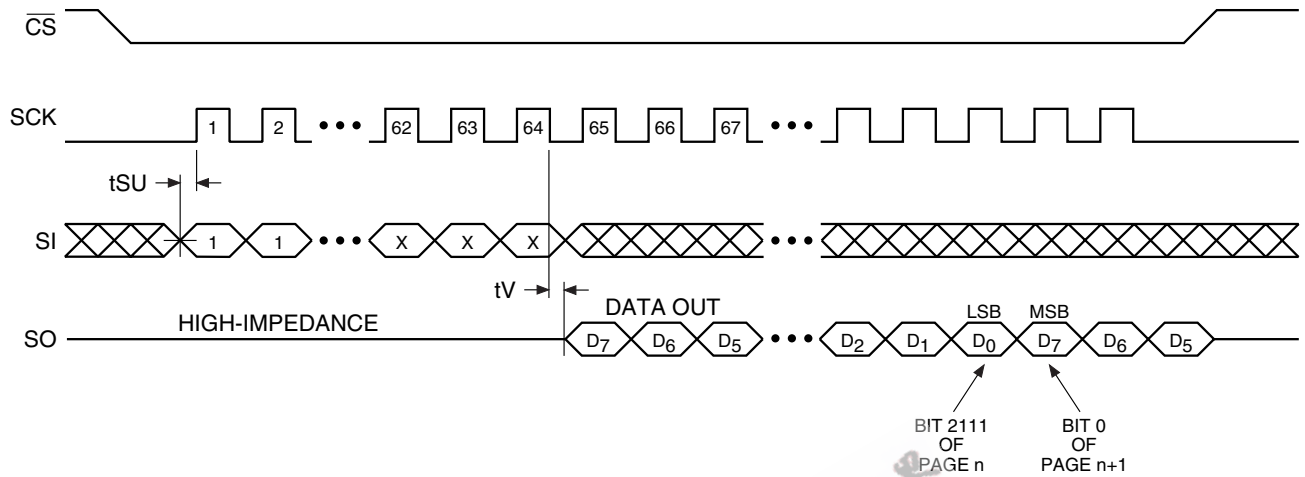 CS
SCK
1 2 ••• 62 63 64 65 66 67 •••
tSU
SI
1 1 ••• X X X •••
tV
HIGH-IMPEDANCE
DATA OUT
LSB MSB
SO
D7 D6 D5 ••• D2 D1 D0 D7 D6 D5
BIT 2111
OF
PAGE n
BIT 0
OF
PAGE n+1